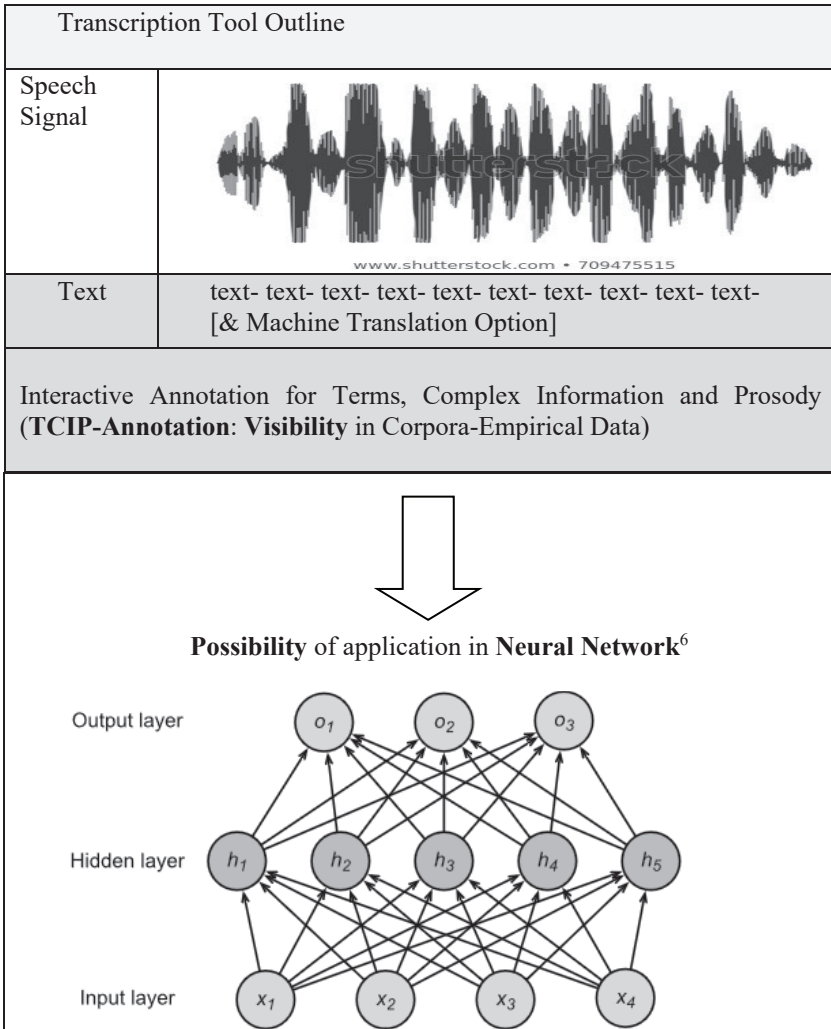 Transcription Tool Outline
Speech
Signal
shutterstock
www.shutterstock.com • 709475515
Text
text- text- text- text- text- text- text- text- text- text-
[& Machine Translation Option]
Interactive Annotation for Terms, Complex Information and Prosody
(TCIP-Annotation: Visibility in Corpora-Empirical Data)
Possibility of application in Neural Network⁶
Output layer o₁ o₂ o₃
Hidden layer h₁ h₂ h₃ h₄ h₅
Input layer x₁ x₂ x₃ x₄